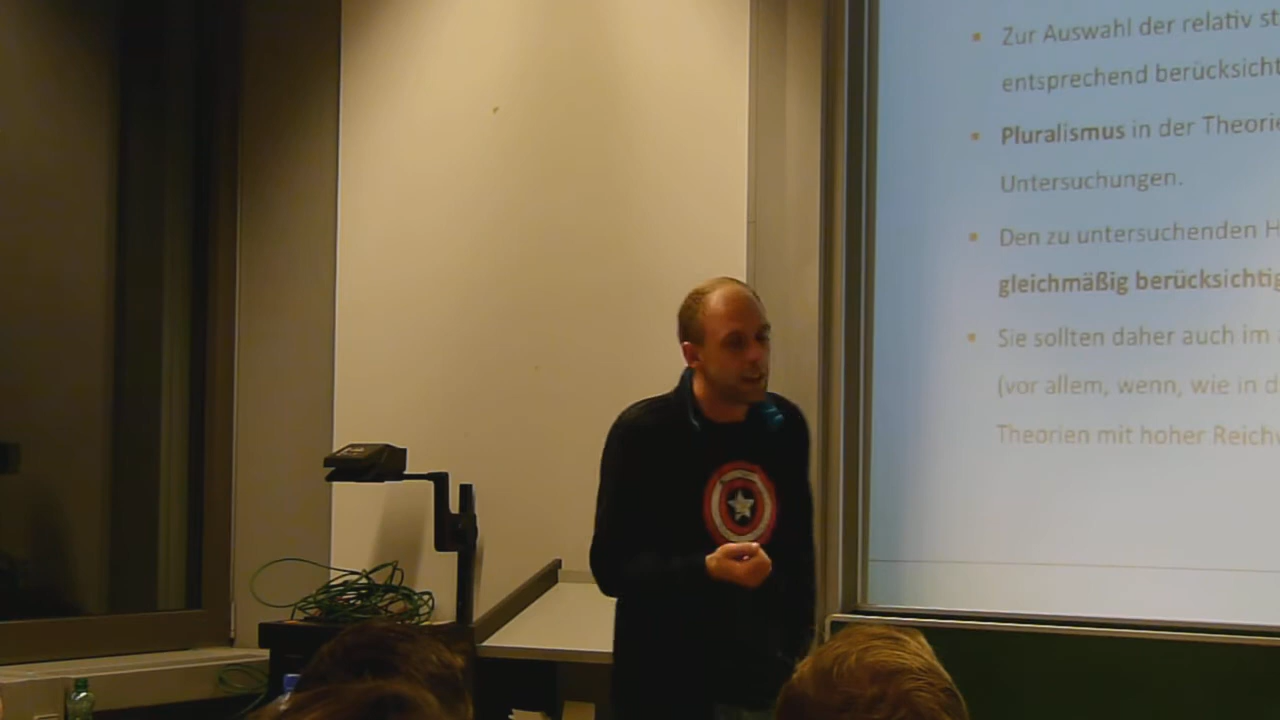 Zur Auswahl der relativ st
entsprechend berücksicht
Pluralismus in der Theorie
Untersuchungen.
Den zu untersuchenden H
gleichmäßig berücksichtig
Sie sollten daher auch im
(vor allem, wenn, wie in d
Theorien mit hoher Reichw